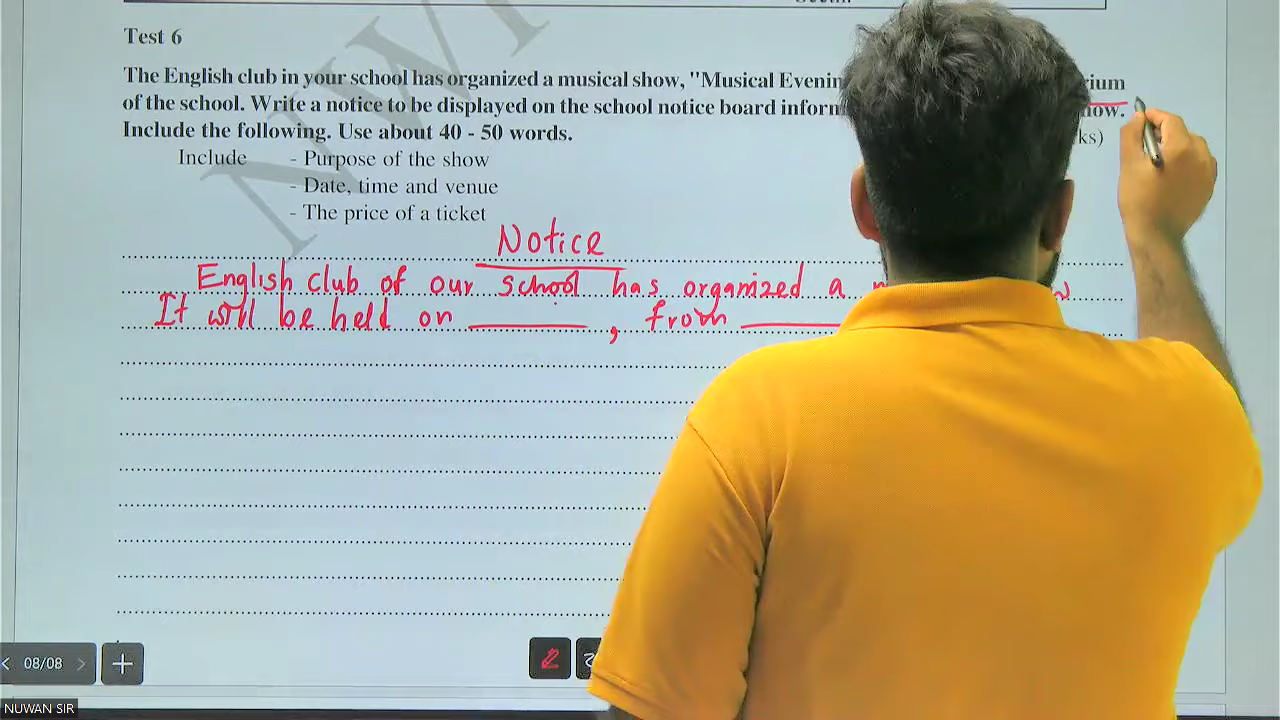 Test 6
The English club in your school has organized a musical show, "Musical Evenin
rium
of the school. Write a notice to be displayed on the school notice board inform
how.
Include the following. Use about 40 - 50 words.
ks)
Include - Purpose of the show
- Date, time and venue
- The price of a ticket
Notice
English club of our school has organized a
It will be held on ______, from ______
08/08
NUWAN SIR